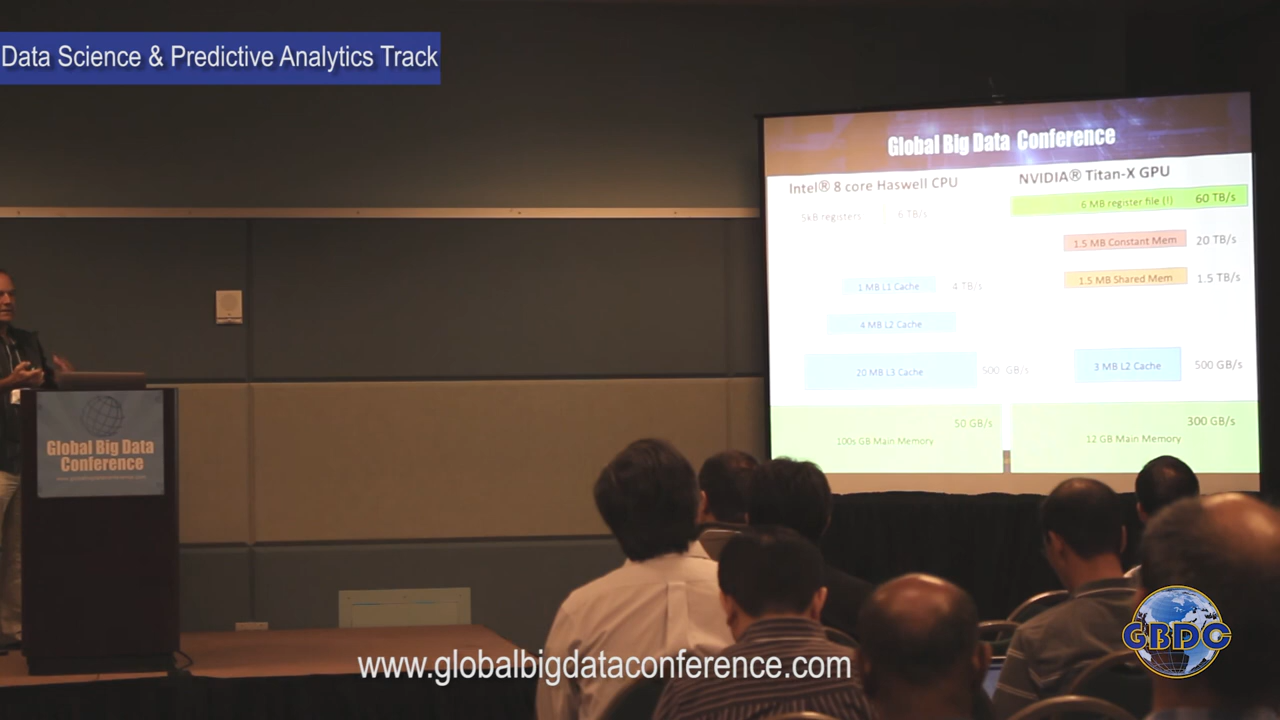 Data Science & Predictive Analytics Track
Global Big Data Conference
Intel® 8 core Haswell CPU
NVIDIA® Titan-X GPU
5kB registers
6 TB/s
6 MB register file (!)
60 TB/s
1.5 MB Constant Mem
20 TB/s
1 MB L1 Cache
4 TB/s
1.5 MB Shared Mem
1.5 TB/s
4 MB L2 Cache
20 MB L3 Cache
500 GB/s
3 MB L2 Cache
500 GB/s
50 GB/s
100s GB Main Memory
300 GB/s
12 GB Main Memory
Global Big Data
Conference
www.globalbigdataconference.com
GBDC
www.globalbigdataconference.com